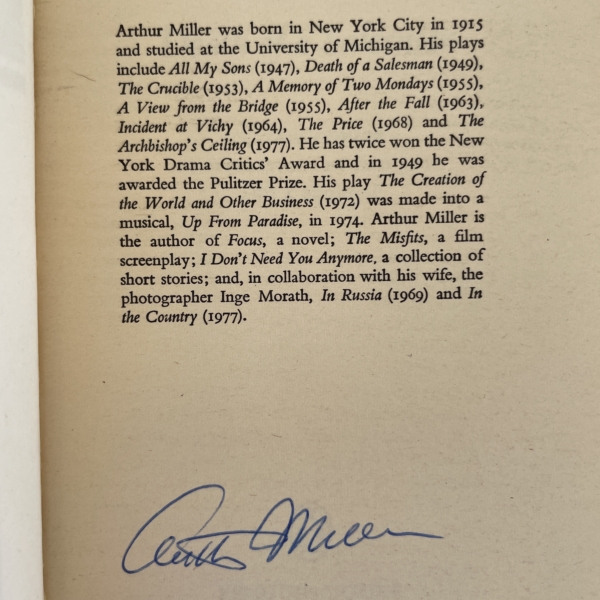 Arthur Miller was born in New York City in 1915
and studied at the University of Michigan. His plays
include All My Sons (1947), Death of a Salesman (1949),
The Crucible (1953), A Memory of Two Mondays (1955),
A View from the Bridge (1955), After the Fall (1963),
Incident at Vichy (1964), The Price (1968) and The
Archbishop's Ceiling (1977). He has twice won the New
York Drama Critics' Award and in 1949 he was
awarded the Pulitzer Prize. His play The Creation of
the World and Other Business (1972) was made into a
musical, Up From Paradise, in 1974. Arthur Miller is
the author of Focus, a novel; The Misfits, a film
screenplay; I Don't Need You Anymore, a collection of
short stories; and, in collaboration with his wife, the
photographer Inge Morath, In Russia (1969) and In
the Country (1977).
Arthur Miller